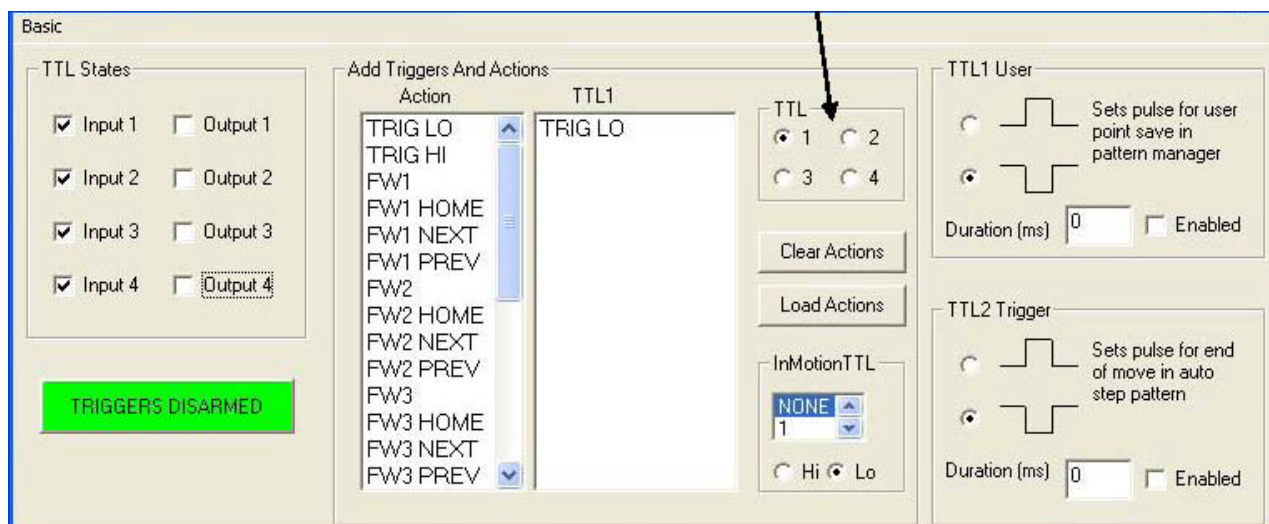 Basic
TTL States
Input 1 Output 1
Input 2 Output 2
Input 3 Output 3
Input 4 Output 4
TRIGGERS DISARMED
Add Triggers And Actions
Action
TRIG LO
TRIG HI
FW1
FW1 HOME
FW1 NEXT
FW1 PREV
FW2
FW2 HOME
FW2 NEXT
FW2 PREV
FW3
FW3 HOME
FW3 NEXT
FW3 PREV
TTL1
TRIG LO
TTL
1 2
3 4
Clear Actions
Load Actions
InMotionTTL
NONE
1
Hi Lo
TTL1 User
Sets pulse for user
point save in
pattern manager
Duration (ms) 0 Enabled
TTL2 Trigger
Sets pulse for end
of move in auto
step pattern
Duration (ms) 0 Enabled